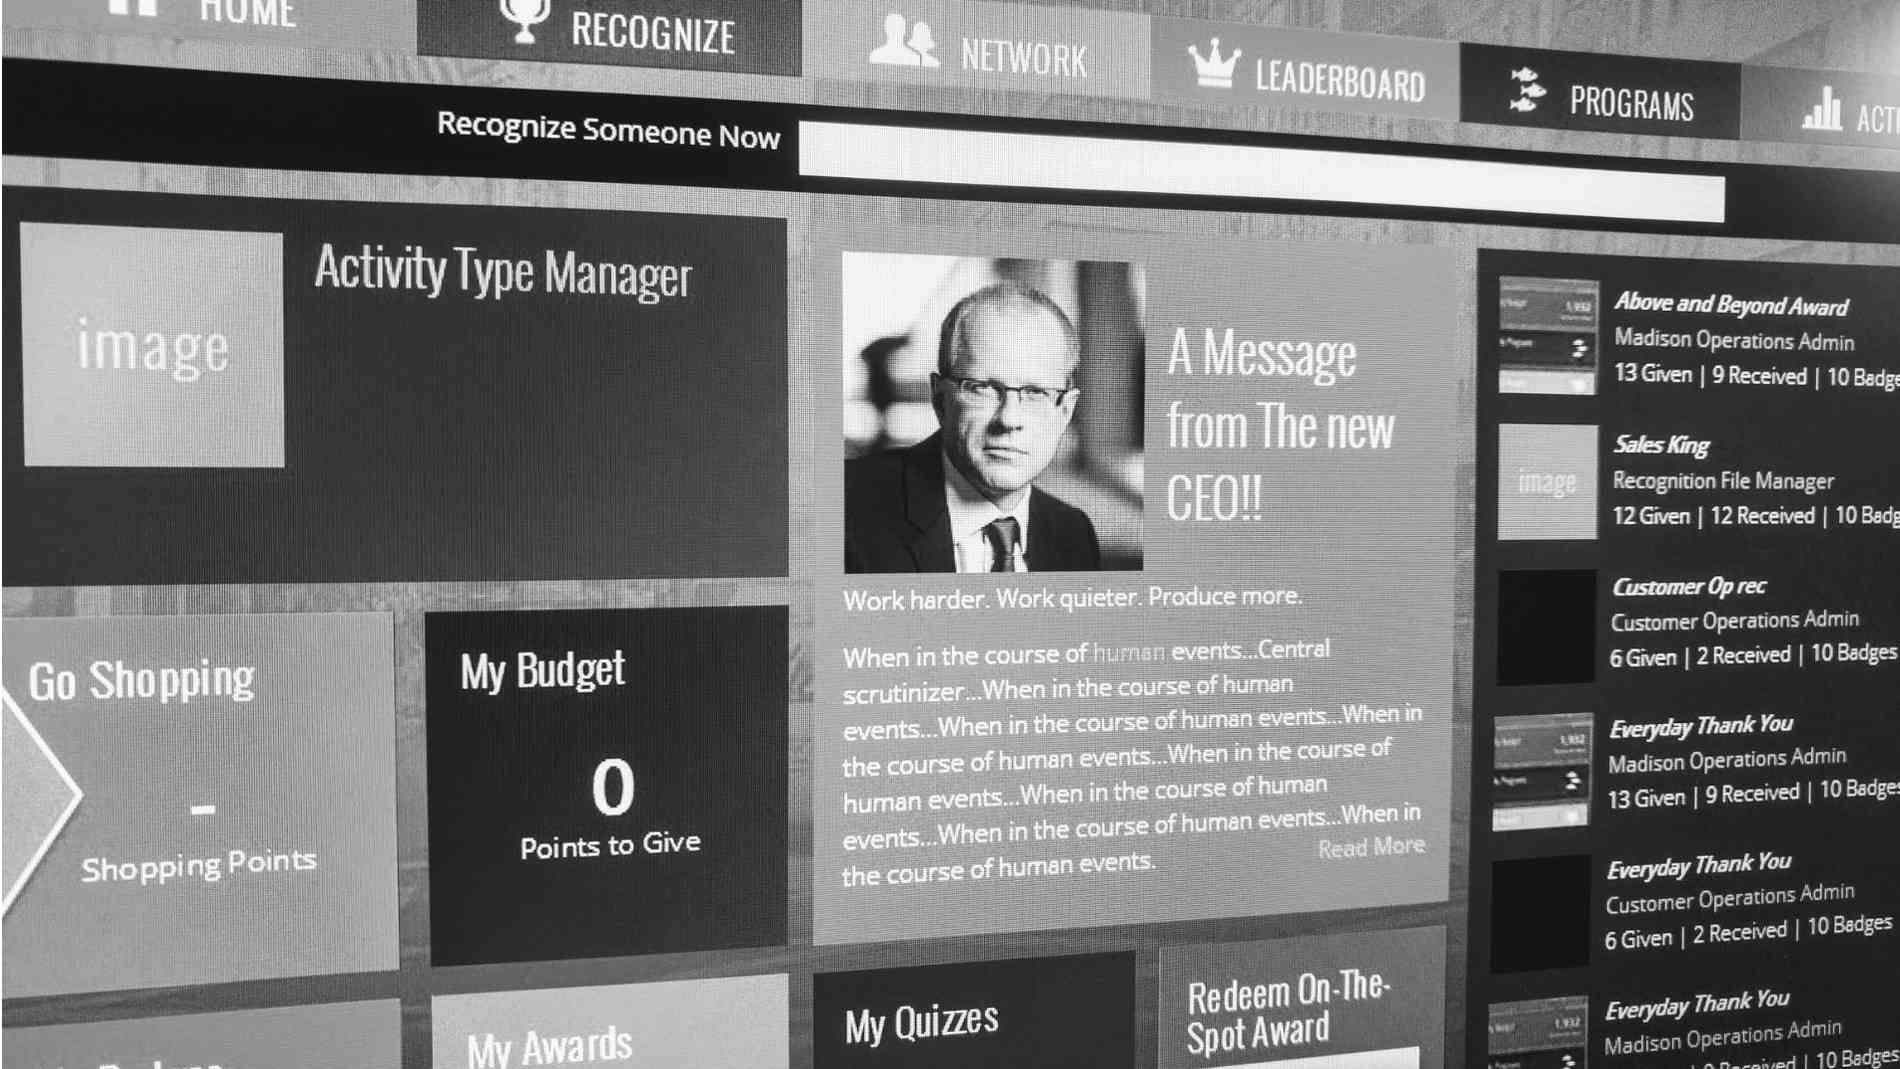 HOME
RECOGNIZE
NETWORK
LEADERBOARD
PROGRAMS
Recognize Someone Now
Activity Type Manager
image
Go Shopping
-
Shopping Points
My Budget
0
Points to Give
A Message
from The new
CEO!!
Work harder. Work quieter. Produce more.
When in the course of human events...Central
scrutinizer...When in the course of human
events...When in the course of human events...When in
the course of human events...When in the course of
human events...When in the course of human
events...When in the course of human events...When in
the course of human events.
Read More
My Awards
My Quizzes
Redeem On-The-
Spot Award
Above and Beyond Award
Madison Operations Admin
13 Given | 9 Received | 10 Badge
1,932
Sales King
Recognition File Manager
12 Given | 12 Received | 10 Badg
image
Customer Op rec
Customer Operations Admin
6 Given | 2 Received | 10 Badges
Everyday Thank You
Madison Operations Admin
13 Given | 9 Received | 10 Badges
1,932
Everyday Thank You
Customer Operations Admin
6 Given | 2 Received | 10 Badges
Everyday Thank You
Madison Operations Admin
9 Received | 10 Badges
1,932